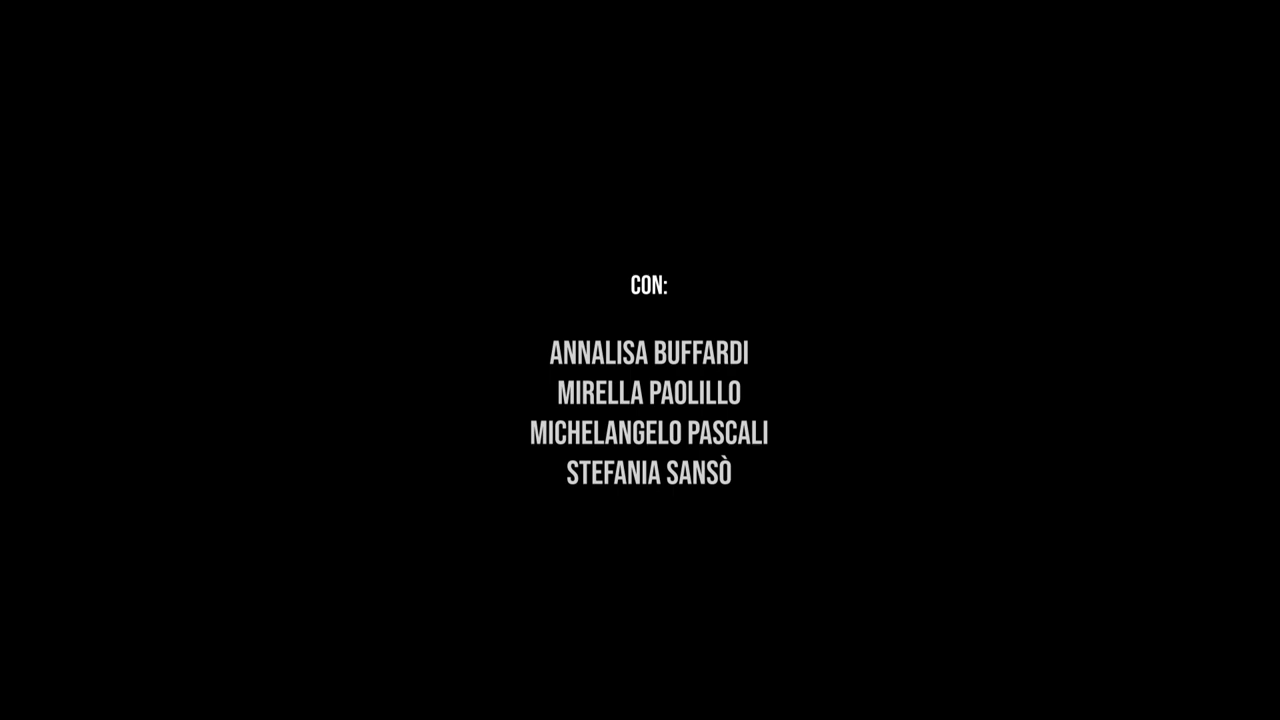 CON:
ANNALISA BUFFARDI
MIRELLA PAOLILLO
MICHELANGELO PASCALI
STEFANIA SANSÒ